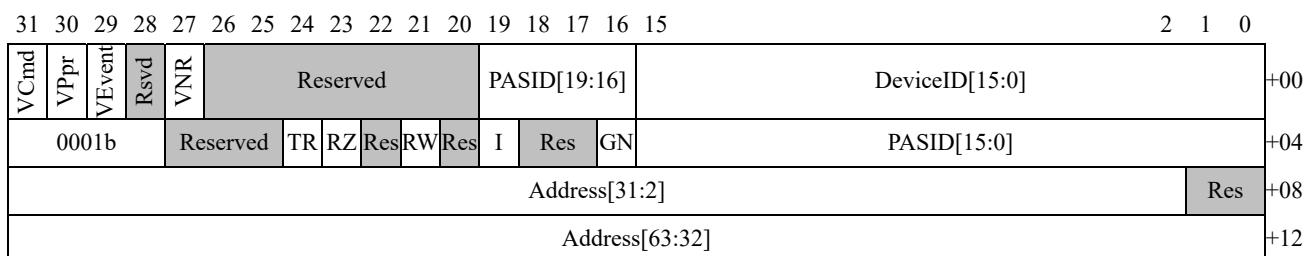 31 30 29 28 27 26 25 24 23 22 21 20 19 18 17 16 15 2 1 0
VCmd VPpr VEvent Rsvd VNR Reserved PASID[19:16] DeviceID[15:0] +00
0001b Reserved TR RZ Res RW Res I Res GN PASID[15:0] +04
Address[31:2] Res +08
Address[63:32] +12